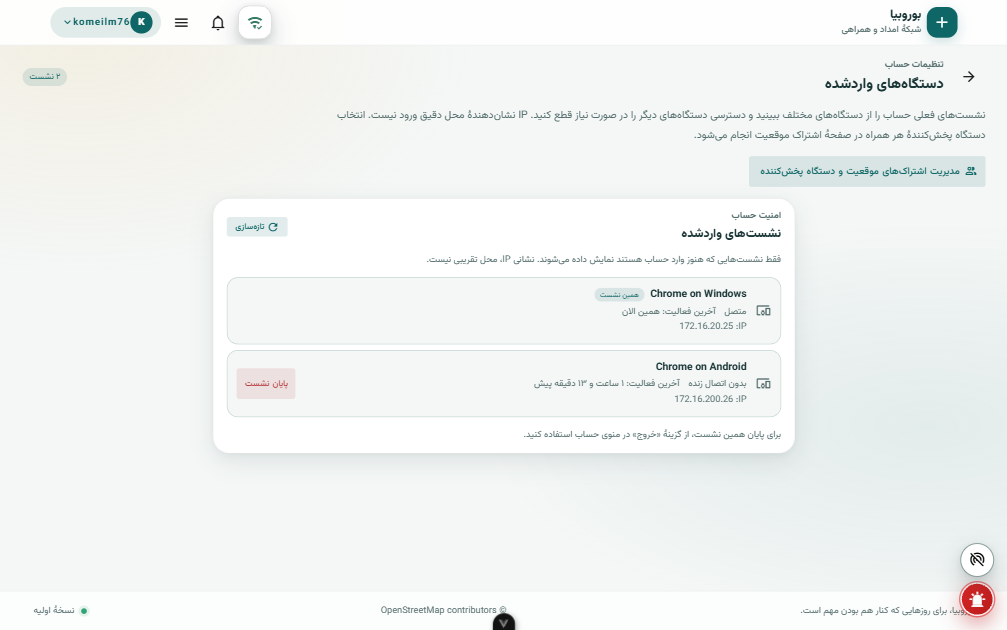 بوروبیا
شبکهٔ امداد و همراهی
K
komeilm76
تنظیمات حساب
دستگاه‌های واردشده
۲ نشست
نشست‌های فعلی حساب را از دستگاه‌های مختلف ببینید و دسترسی دستگاه‌های دیگر را در صورت نیاز قطع کنید. IP نشان‌دهندهٔ محل دقیق ورود نیست. انتخاب
دستگاه پخش‌کنندهٔ هر همراه در صفحهٔ اشتراک موقعیت انجام می‌شود.
مدیریت اشتراک‌های موقعیت و دستگاه پخش‌کننده
امنیت حساب
نشست‌های واردشده
تازه‌سازی
فقط نشست‌هایی که هنوز وارد حساب هستند نمایش داده می‌شوند. نشانی IP، محل تقریبی نیست.
Chrome on Windows همین نشست
متصل آخرین فعالیت: همین الان
IP: 172.16.20.25
Chrome on Android
بدون اتصال زنده آخرین فعالیت: ۱ ساعت و ۱۳ دقیقه پیش
IP: 172.16.200.26
پایان نشست
برای پایان همین نشست، از گزینهٔ «خروج» در منوی حساب استفاده کنید.
برای روزهایی که کنار هم بودن مهم است.
© OpenStreetMap contributors
نسخهٔ اولیه